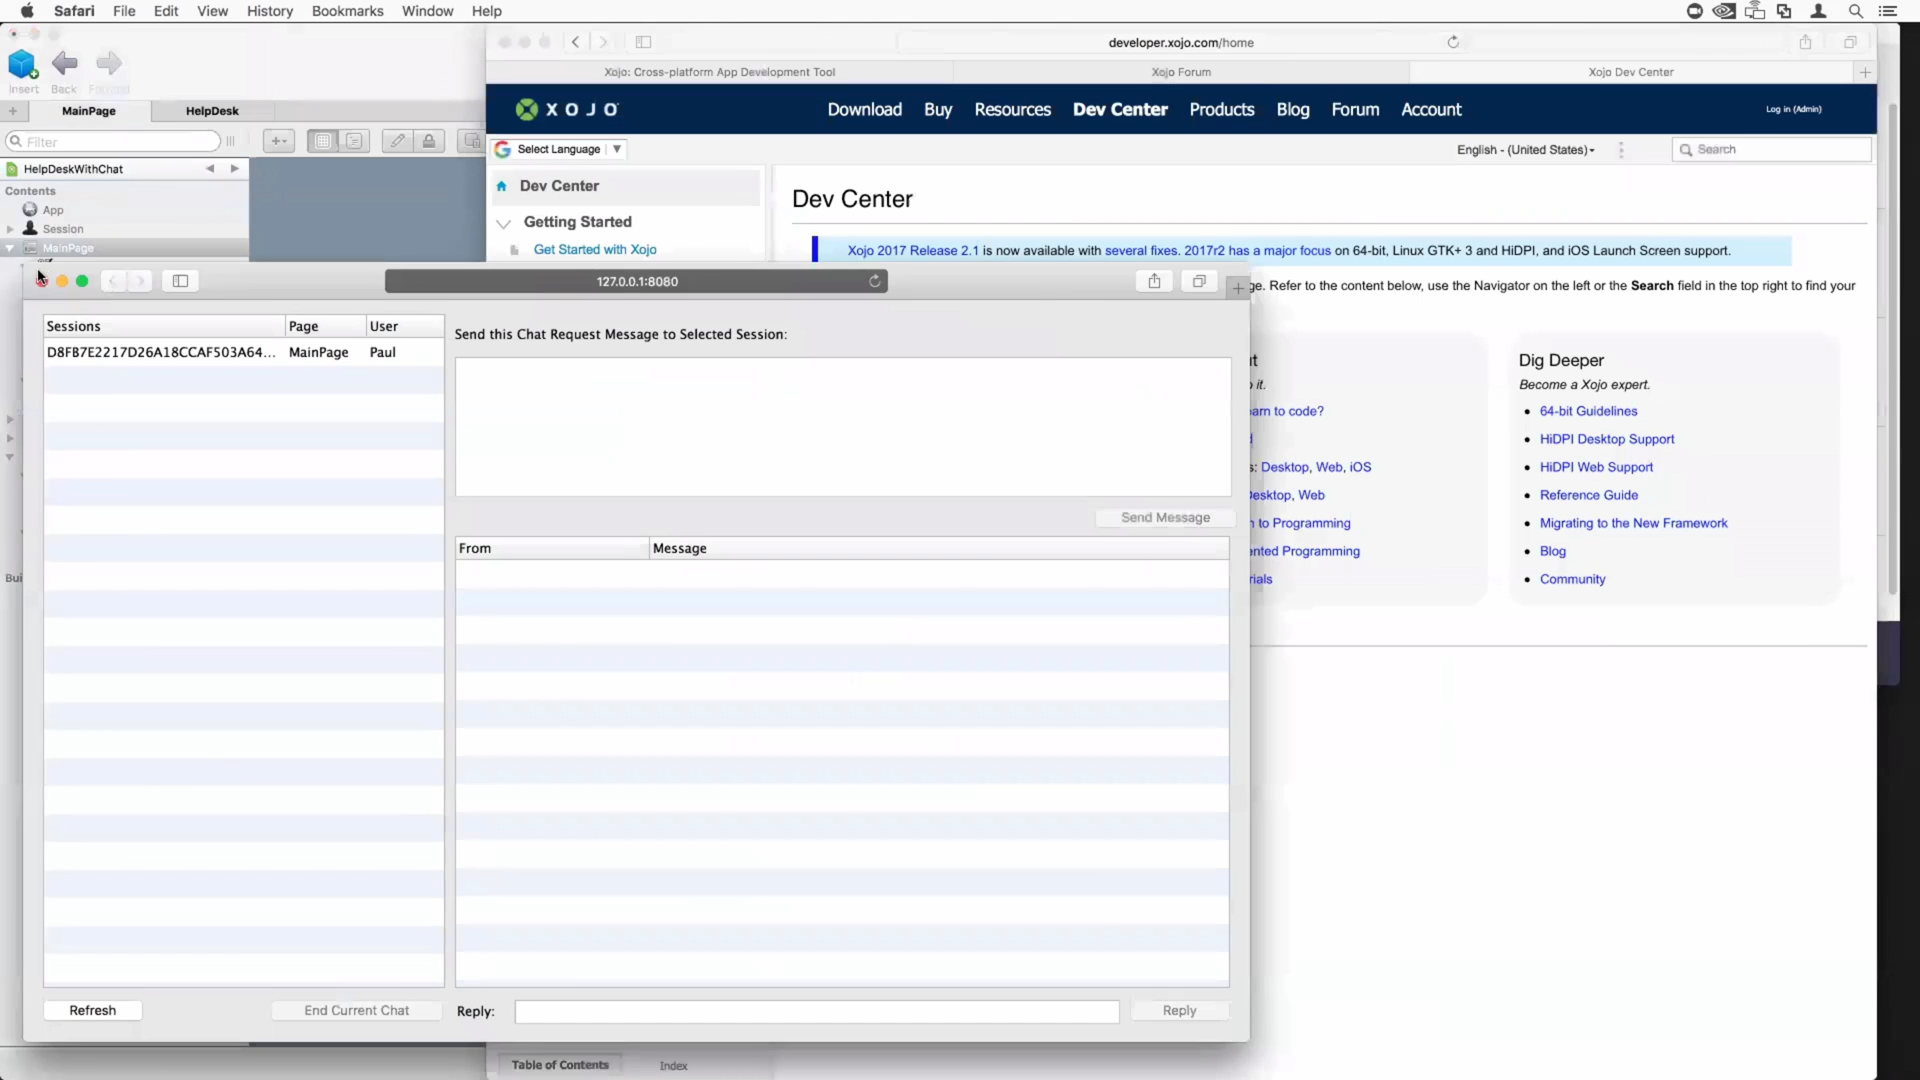 Safari File Edit View History Bookmarks Window Help
developer.xojo.com/home
Insert Back Forward
Xojo: Cross-platform App Development Tool Xojo Forum Xojo Dev Center
MainPage HelpDesk
XOJO Download Buy Resources Dev Center Products Blog Forum Account Log in (Admin)
Filter
Select Language English - (United States) Search
HelpDeskWithChat
Contents
App
Session
MainPage
Dev Center
Getting Started
Get Started with Xojo
Dev Center
Xojo 2017 Release 2.1 is now available with several fixes. 2017r2 has a major focus on 64-bit, Linux GTK+ 3 and HiDPI, and iOS Launch Screen support.
ge. Refer to the content below, use the Navigator on the left or the Search field in the top right to find your
127.0.0.1:8080
Sessions Page User
D8FB7E2217D26A18CCAF503A64... MainPage Paul
Send this Chat Request Message to Selected Session:
Send Message
From Message
Refresh End Current Chat Reply: Reply
it.
arn to code?
s: Desktop, Web, iOS
esktop, Web
n to Programming
ented Programming
rials
Dig Deeper
Become a Xojo expert.
• 64-bit Guidelines
• HiDPI Desktop Support
• HiDPI Web Support
• Reference Guide
• Migrating to the New Framework
• Blog
• Community
Bui
Table of Contents Index